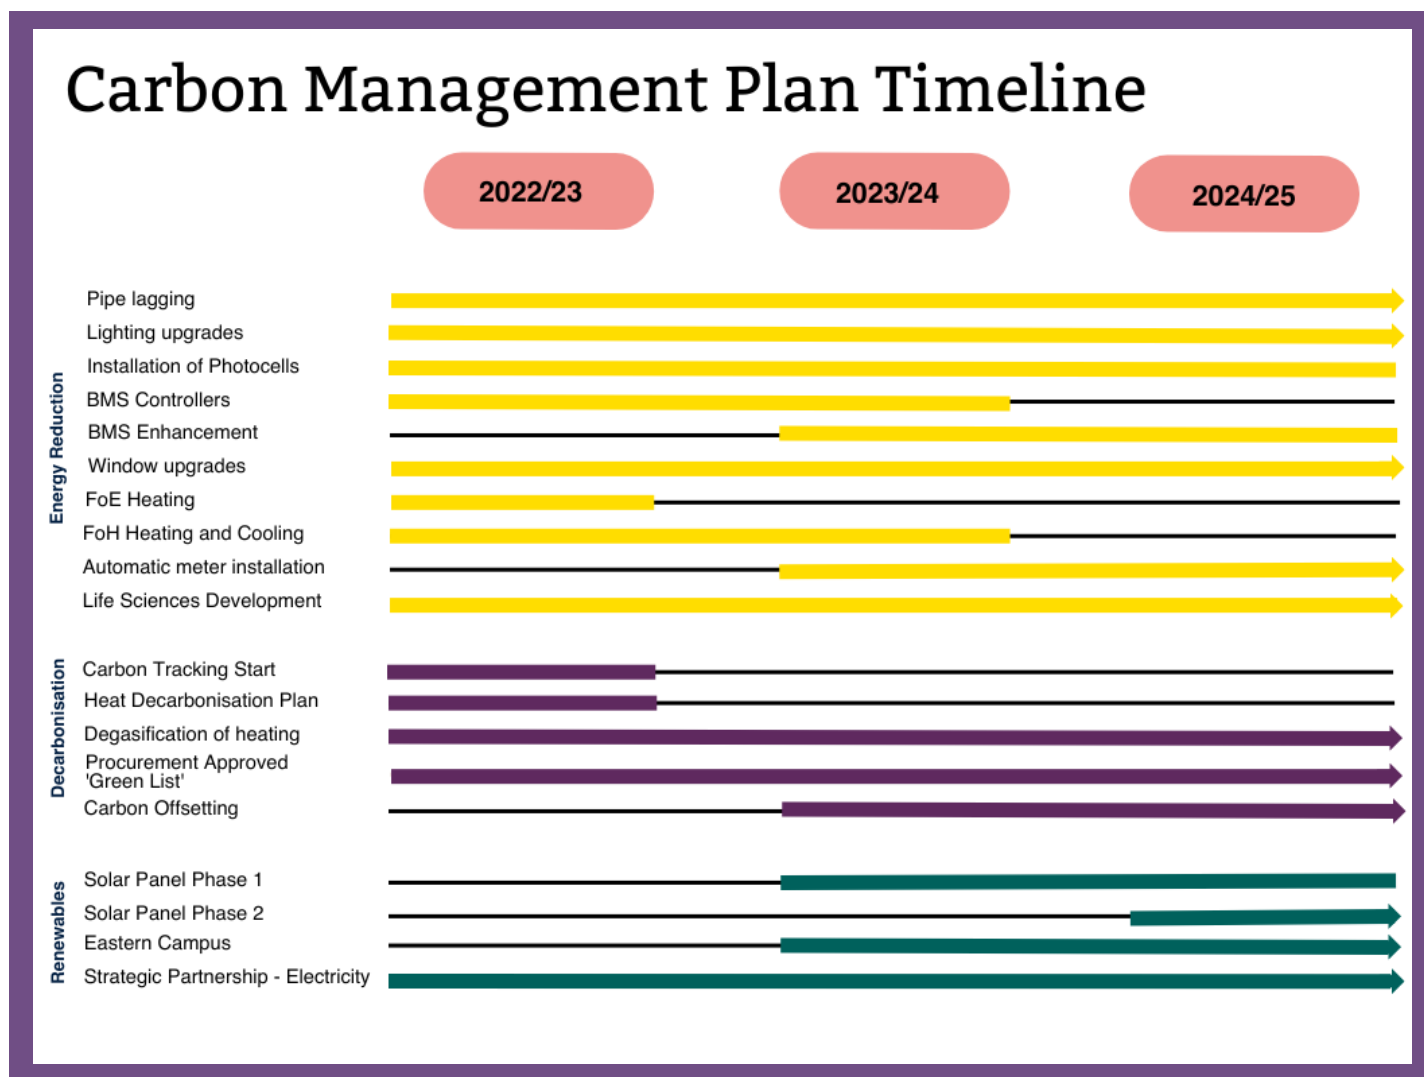 Carbon Management Plan Timeline
2022/23
2023/24
2024/25
Energy Reduction
Pipe lagging
Lighting upgrades
Installation of Photocells
BMS Controllers
BMS Enhancement
Window upgrades
FoE Heating
FoH Heating and Cooling
Automatic meter installation
Life Sciences Development
Decarbonisation
Carbon Tracking Start
Heat Decarbonisation Plan
Degasification of heating
Procurement Approved
'Green List'
Carbon Offsetting
Renewables
Solar Panel Phase 1
Solar Panel Phase 2
Eastern Campus
Strategic Partnership - Electricity